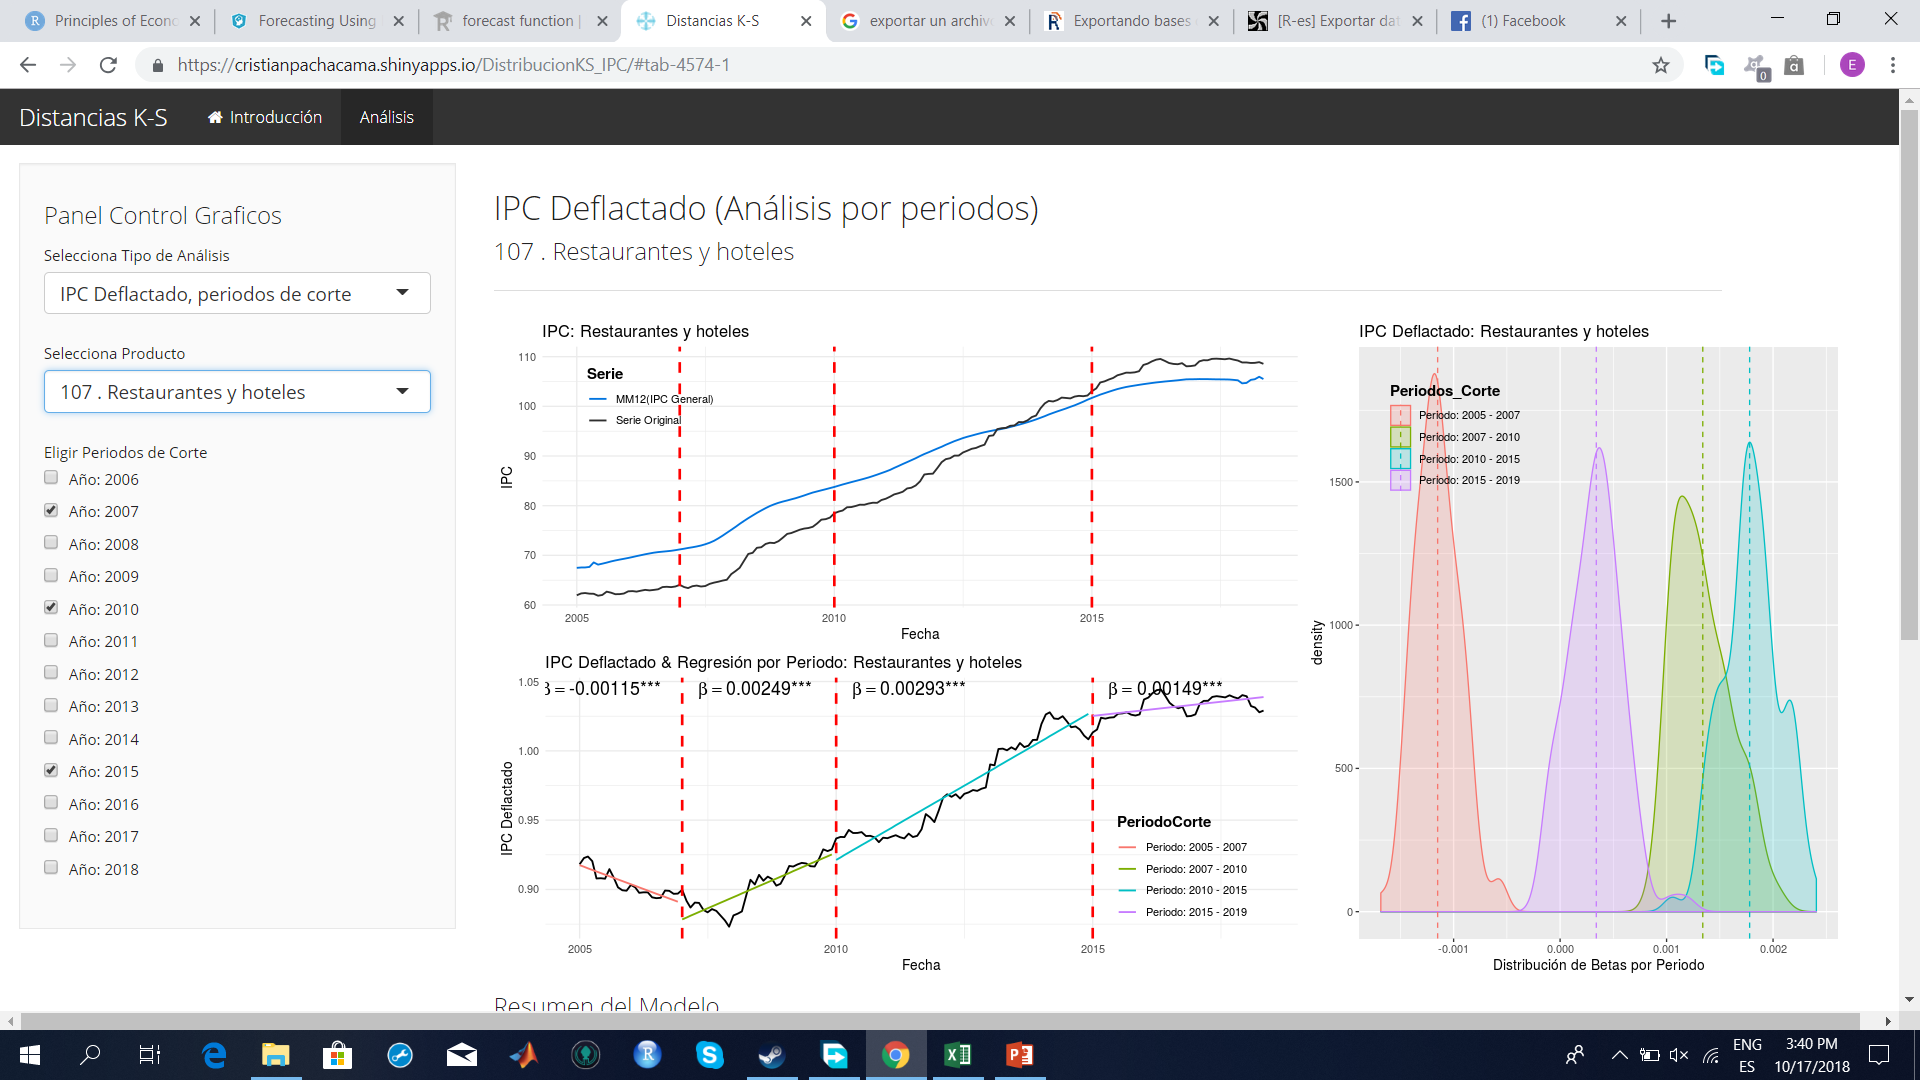 Principles of Econo
Forecasting Using
forecast function |
Distancias K-S
exportar un archivo
Exportando bases
[R-es] Exportar dat
(1) Facebook
https://cristianpachacama.shinyapps.io/DistribucionKS_IPC/#tab-4574-1
0
E
Distancias K-S
Introducción
Análisis
Panel Control Graficos
Selecciona Tipo de Análisis
IPC Deflactado, periodos de corte
Selecciona Producto
107 . Restaurantes y hoteles
Eligir Periodos de Corte
Año: 2006
Año: 2007
Año: 2008
Año: 2009
Año: 2010
Año: 2011
Año: 2012
Año: 2013
Año: 2014
Año: 2015
Año: 2016
Año: 2017
Año: 2018
IPC Deflactado (Análisis por periodos)
107 . Restaurantes y hoteles
IPC: Restaurantes y hoteles
Serie
MM12(IPC General)
Serie Original
110
100
90
80
70
60
IPC
2005
2010
2015
Fecha
IPC Deflactado & Regresión por Periodo: Restaurantes y hoteles
β = -0.00115***
β = 0.00249***
β = 0.00293***
β = 0.00149***
1.05
1.00
0.95
0.90
IPC Deflactado
PeriodoCorte
Periodo: 2005 - 2007
Periodo: 2007 - 2010
Periodo: 2010 - 2015
Periodo: 2015 - 2019
2005
2010
2015
Fecha
IPC Deflactado: Restaurantes y hoteles
Periodos_Corte
Periodo: 2005 - 2007
Periodo: 2007 - 2010
Periodo: 2010 - 2015
Periodo: 2015 - 2019
1500
1000
500
0
density
-0.001
0.000
0.001
0.002
Distribución de Betas por Periodo
Resumen del Modelo
ENG
ES
3:40 PM
10/17/2018